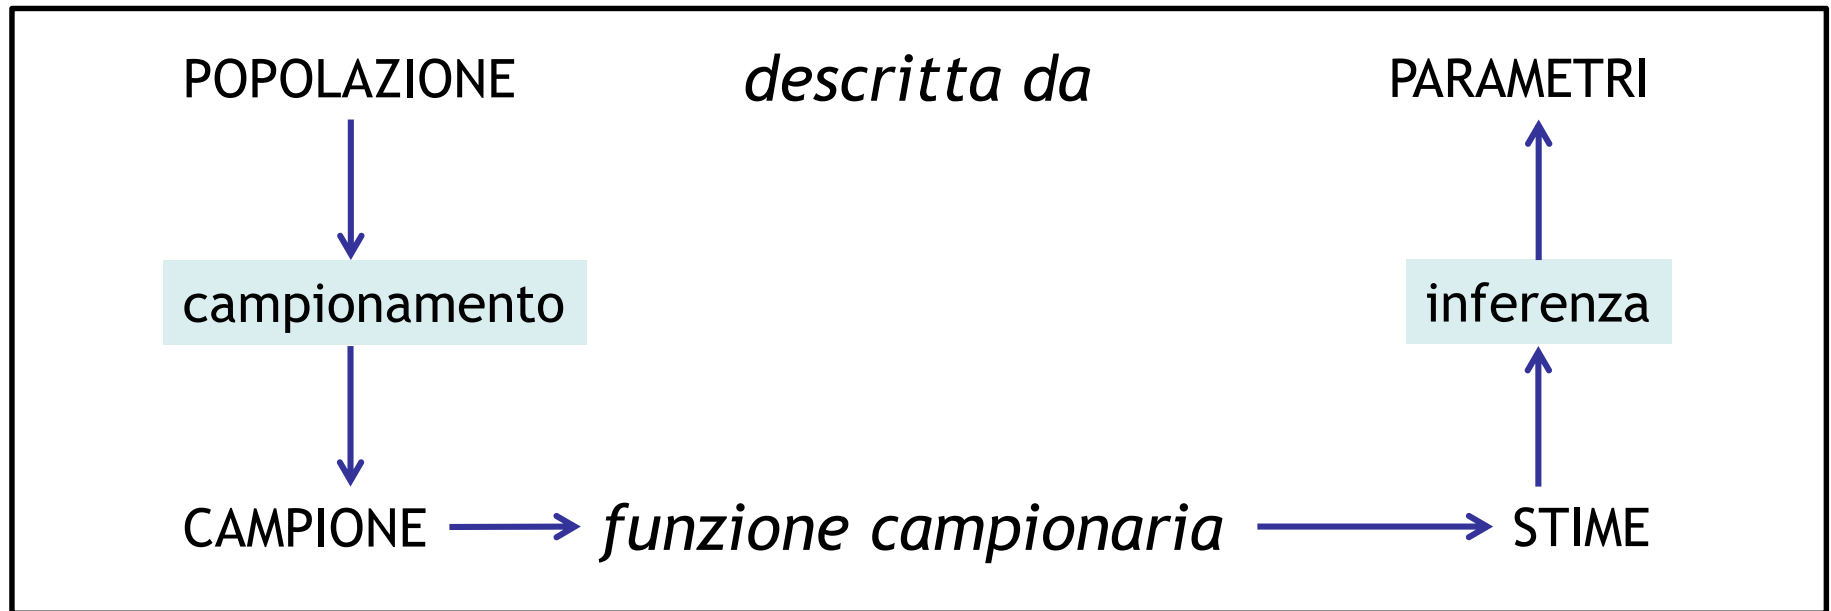 POPOLAZIONE descritta da PARAMETRI
campionamento inferenza
CAMPIONE funzione campionaria STIME